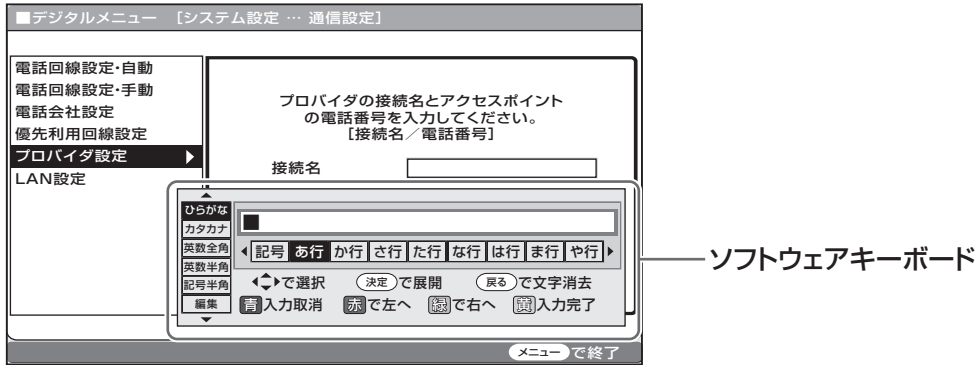 ■デジタルメニュー [システム設定 … 通信設定]
電話回線設定・自動
電話回線設定・手動
電話会社設定
優先利用回線設定
プロバイダ設定
LAN設定
プロバイダの接続名とアクセスポイント
の電話番号を入力してください。
[接続名／電話番号]
接続名
ひらがな
カタカナ
英数全角
英数半角
記号半角
編集
記号 あ行 か行 さ行 た行 な行 は行 ま行 や行
で選択 決定で展開 戻るで文字消去
青入力取消 赤で左へ 緑で右へ 黄入力完了
メニューで終了
ソフトウェアキーボード